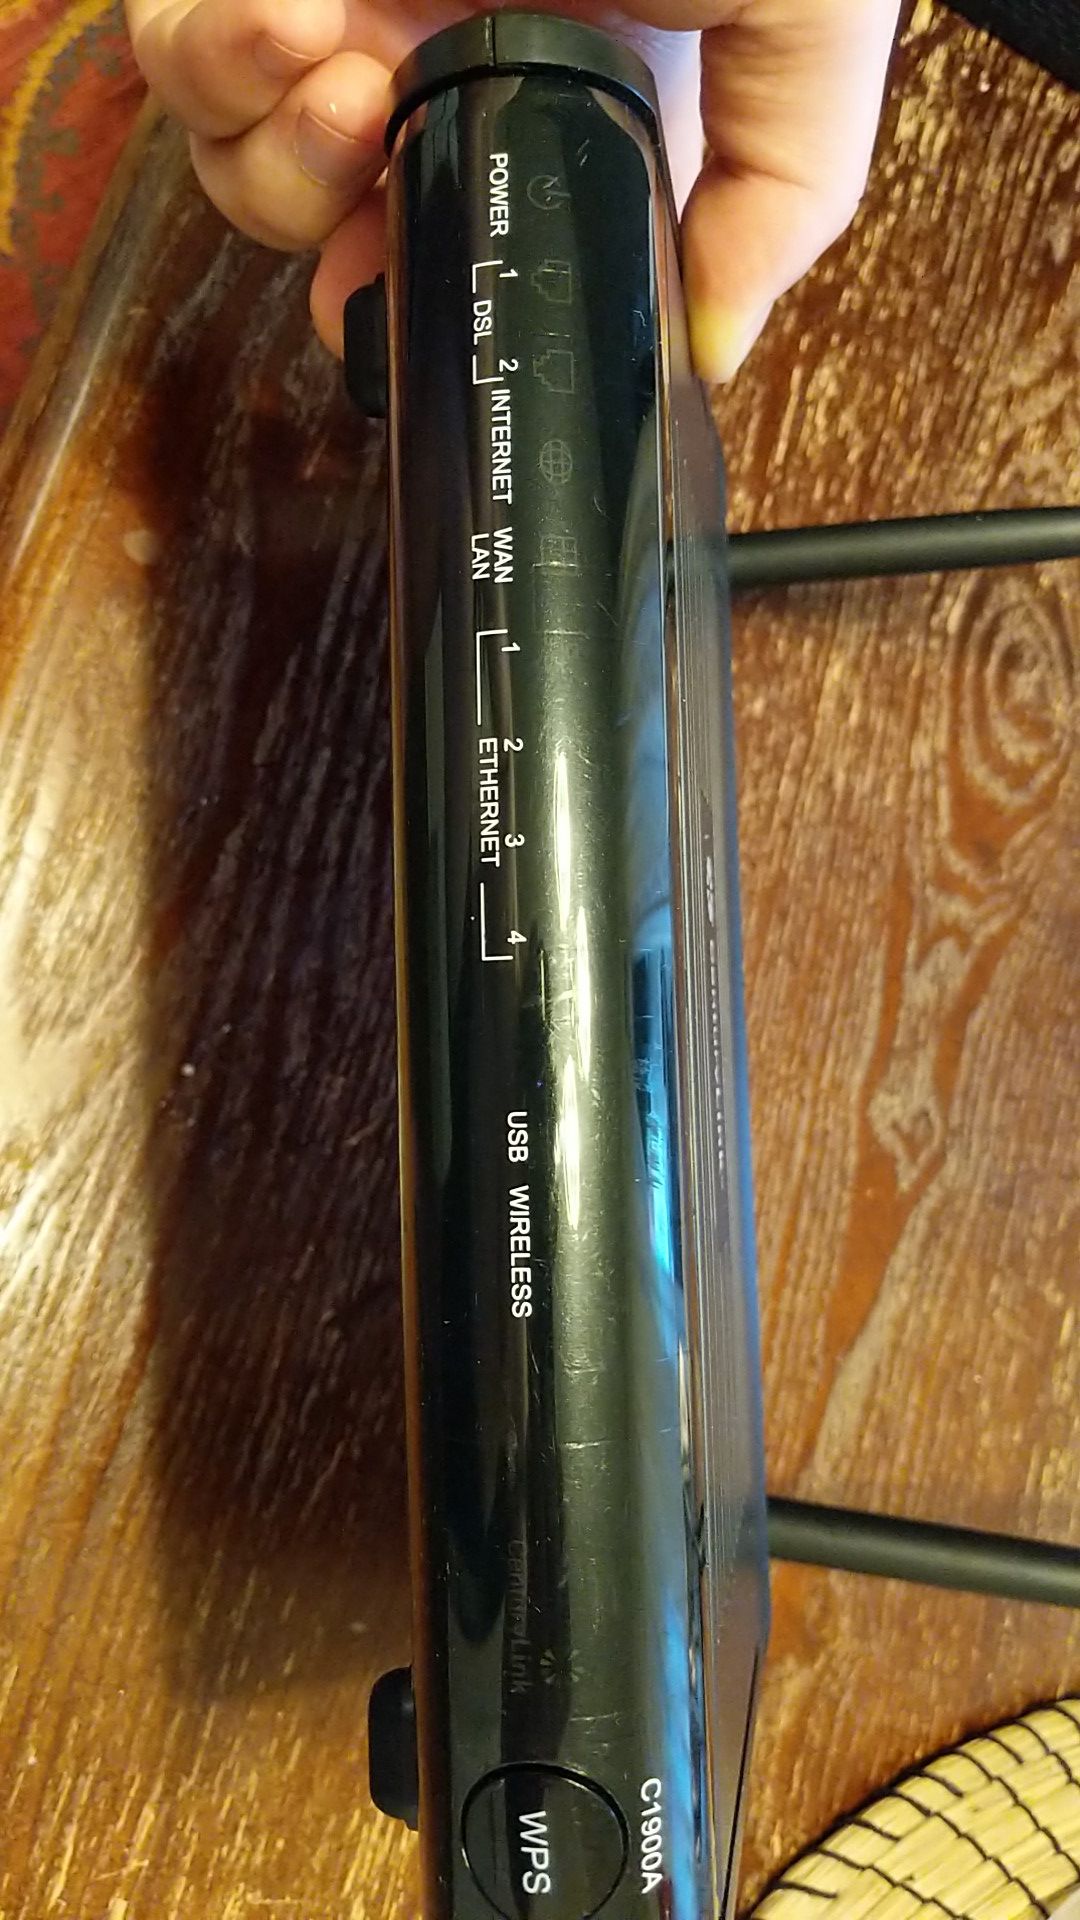 POWER
1 2
DSL
INTERNET
WAN
LAN
1 2 3 4
ETHERNET
USB
WIRELESS
CenturyLink
C1900A
WPS